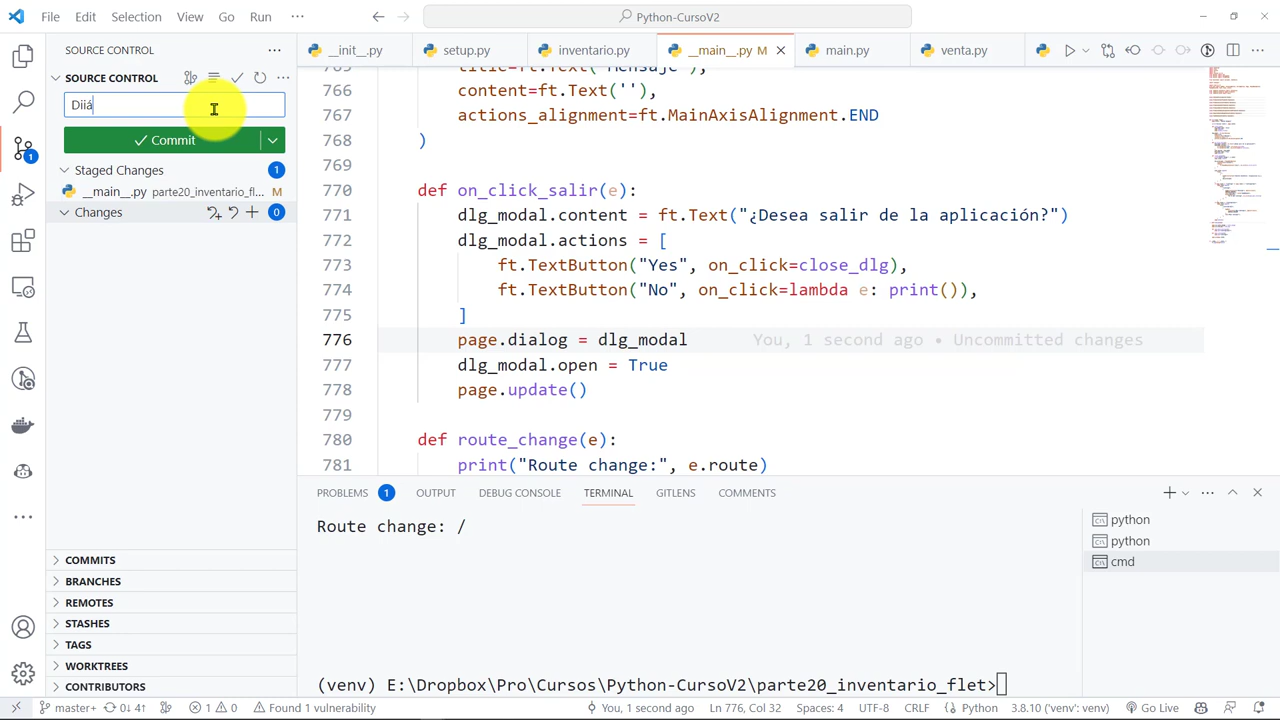 File Edit Selection View Go Run ··· Python-CursoV2
SOURCE CONTROL ···
__init__.py setup.py inventario.py __main__.py M main.py ventas.py
SOURCE CONTROL
Diiá
Commit
Staged Changes 1
__main__.py parte20_inventario_fl... M
Changes 0
766 content=ft.Text(''),
767 actions_alignment=ft.MainAxisAlignment.END
768 )
769
770 def on_click_salir(e):
771 dlg_modal.content = ft.Text("¿Desea salir de la aplicación?")
772 dlg_modal.actions = [
773 ft.TextButton("Yes", on_click=close_dlg),
774 ft.TextButton("No", on_click=lambda e: print()),
775 ]
776 page.dialog = dlg_modal You, 1 second ago • Uncommitted changes
777 dlg_modal.open = True
778 page.update()
779
780 def route_change(e):
781 print("Route change:", e.route)
PROBLEMS 1 OUTPUT DEBUG CONSOLE TERMINAL GITLENS COMMENTS
Route change: /
(venv) E:\Dropbox\Pro\Cursos\Python-CursoV2\parte20_inventario_flet>
python
python
cmd
COMMITS
BRANCHES
REMOTES
STASHES
TAGS
WORKTREES
CONTRIBUTORS
1
master+ 0↓ 4↑ 1 0 Found 1 vulnerability You, 1 second ago Ln 776, Col 32 Spaces: 4 UTF-8 CRLF Python 3.8.10 ('venv': venv) Go Live